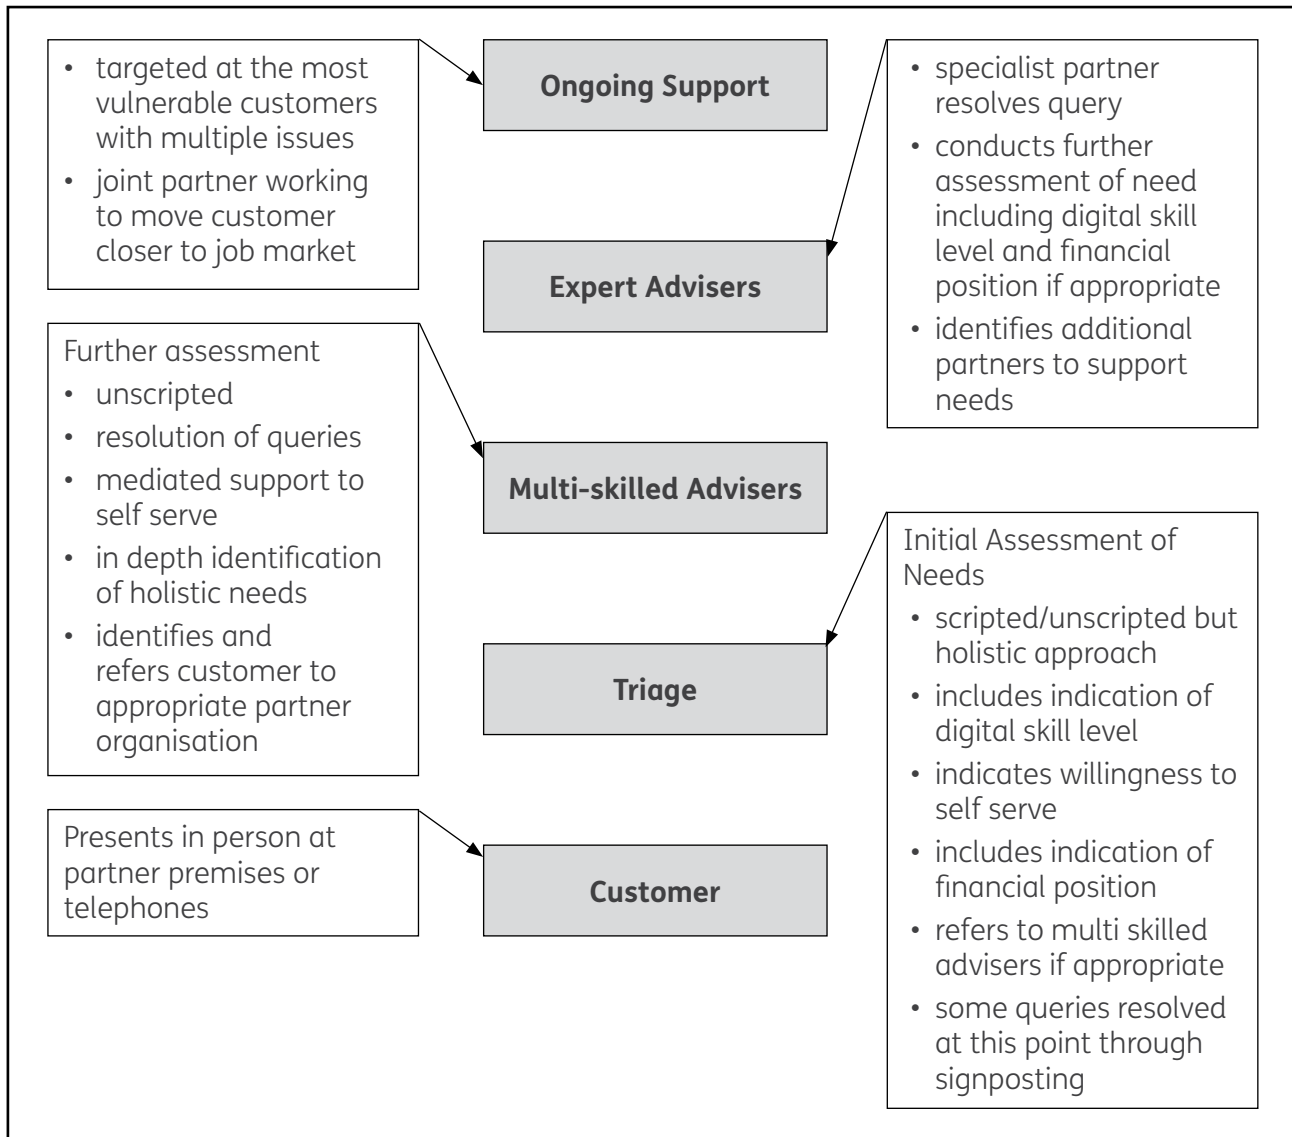 • targeted at the most
vulnerable customers
with multiple issues
• joint partner working
to move customer
closer to job market
Ongoing Support
• specialist partner
resolves query
• conducts further
assessment of need
including digital skill
level and financial
position if appropriate
• identifies additional
partners to support
needs
Expert Advisers
Further assessment
• unscripted
• resolution of queries
• mediated support to
self serve
• in depth identification
of holistic needs
• identifies and
refers customer to
appropriate partner
organisation
Multi-skilled Advisers
Initial Assessment of
Needs
• scripted/unscripted but
holistic approach
• includes indication of
digital skill level
• indicates willingness to
self serve
• includes indication of
financial position
• refers to multi skilled
advisers if appropriate
• some queries resolved
at this point through
signposting
Triage
Presents in person at
partner premises or
telephones
Customer